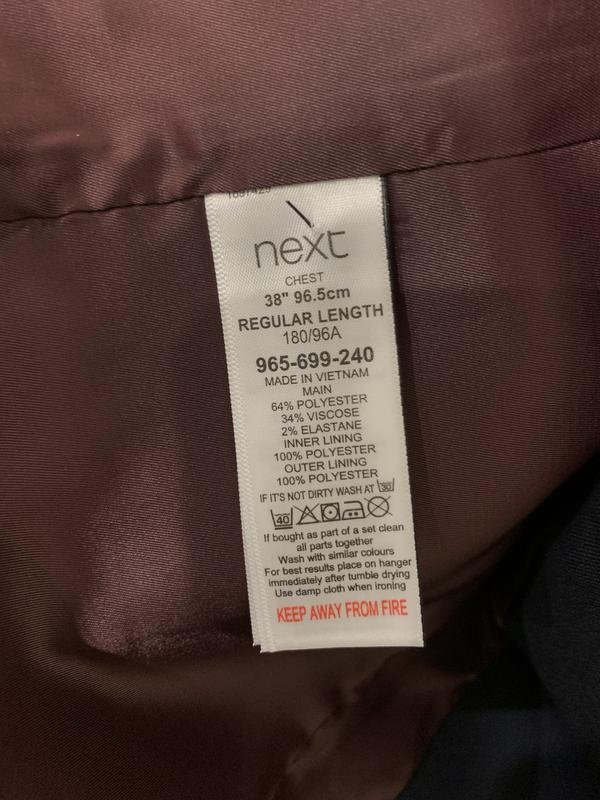 next
CHEST
38" 96.5cm
REGULAR LENGTH
180/96A
965-699-240
MADE IN VIETNAM
MAIN
64% POLYESTER
34% VISCOSE
2% ELASTANE
INNER LINING
100% POLYESTER
OUTER LINING
100% POLYESTER
IF IT'S NOT DIRTY WASH AT 30
40
If bought as part of a set clean
all parts together
Wash with similar colours
For best results place on hanger
immediately after tumble drying
Use damp cloth when ironing
KEEP AWAY FROM FIRE